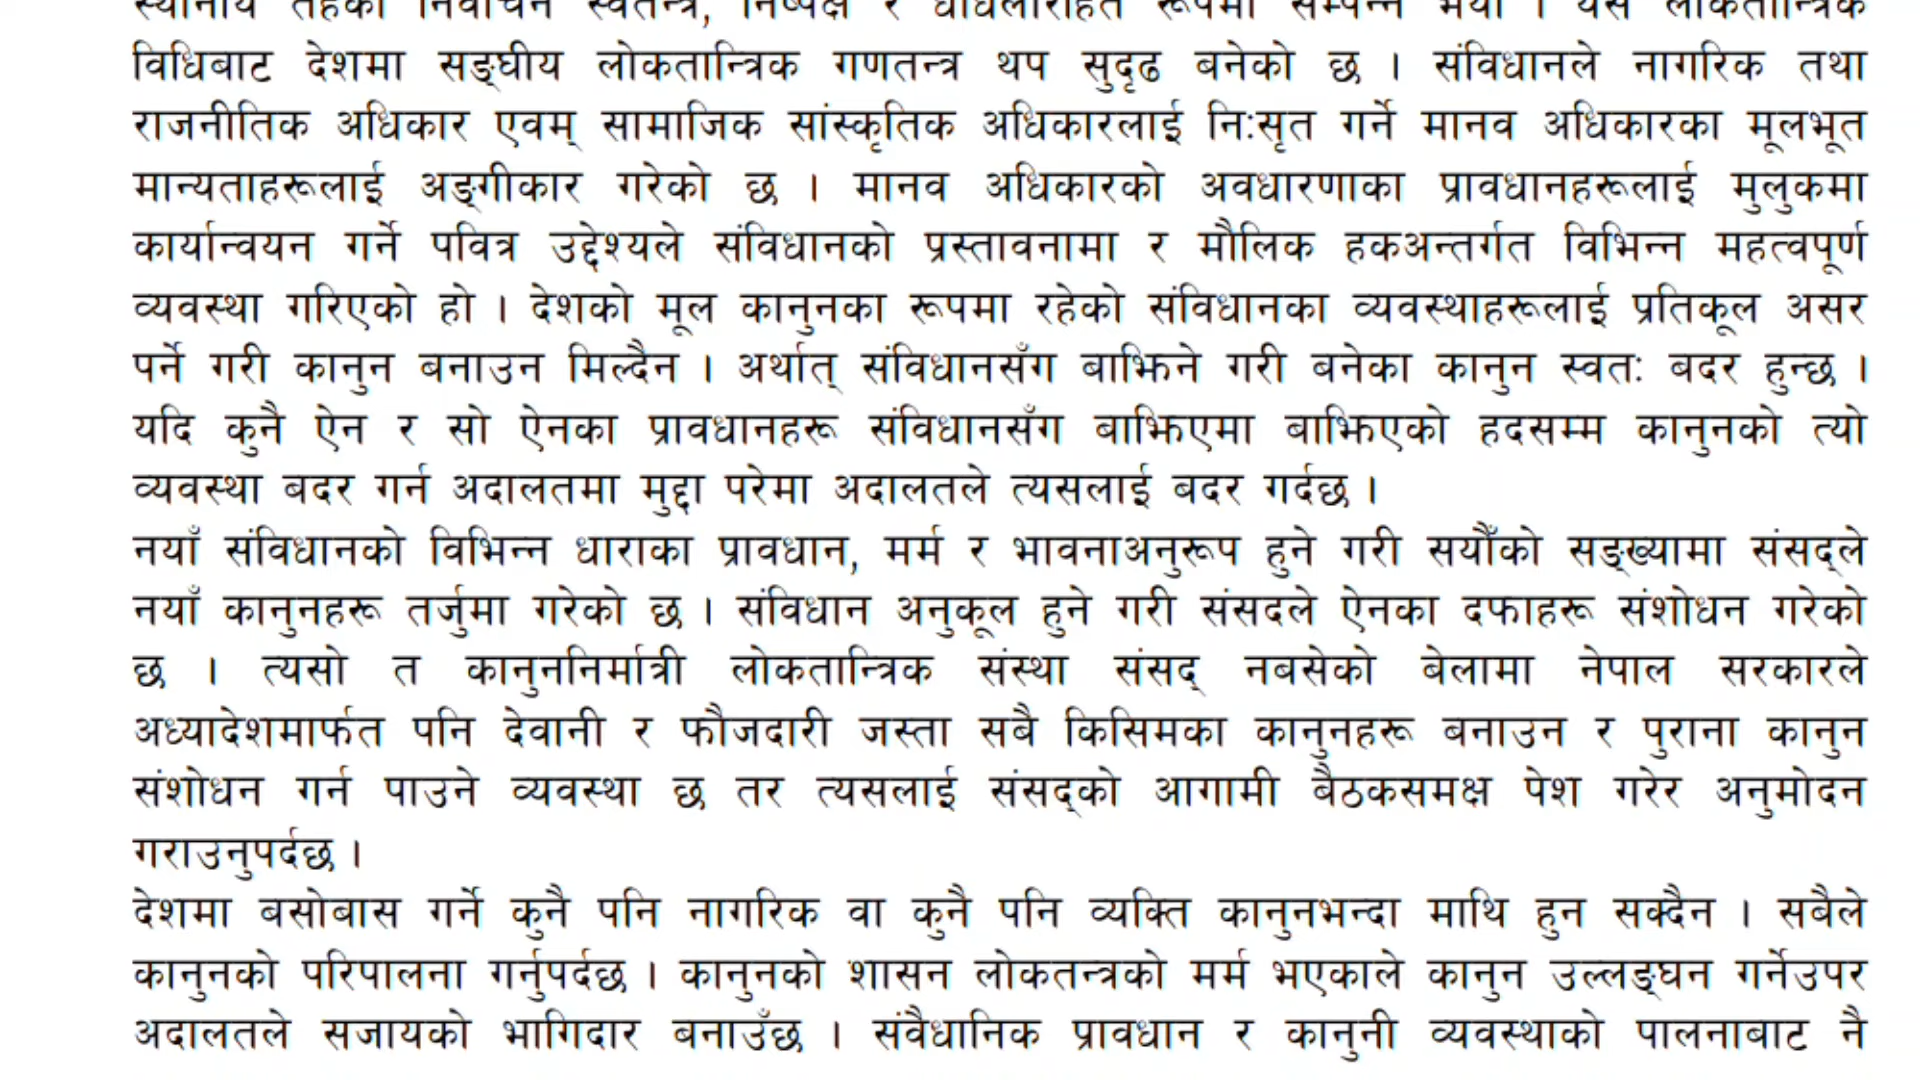 स्थानीय तहको निर्वाचन स्वतन्त्र, निष्पक्ष र धाँधलीरहित रूपमा सम्पन्न भयो । यस लोकतान्त्रिक
विधिबाट देशमा सङ्घीय लोकतान्त्रिक गणतन्त्र थप सुदृढ बनेको छ । संविधानले नागरिक तथा
राजनीतिक अधिकार एवम् सामाजिक सांस्कृतिक अधिकारलाई निःसृत गर्ने मानव अधिकारका मूलभूत
मान्यताहरूलाई अङ्गीकार गरेको छ । मानव अधिकारको अवधारणाका प्रावधानहरूलाई मुलुकमा
कार्यान्वयन गर्ने पवित्र उद्देश्यले संविधानको प्रस्तावनामा र मौलिक हकअन्तर्गत विभिन्न महत्वपूर्ण
व्यवस्था गरिएको हो । देशको मूल कानुनका रूपमा रहेको संविधानका व्यवस्थाहरूलाई प्रतिकूल असर
पर्ने गरी कानुन बनाउन मिल्दैन । अर्थात् संविधानसँग बाझिने गरी बनेका कानुन स्वतः बदर हुन्छ ।
यदि कुनै ऐन र सो ऐनका प्रावधानहरू संविधानसँग बाझिएमा बाझिएको हदसम्म कानुनको त्यो
व्यवस्था बदर गर्न अदालतमा मुद्दा परेमा अदालतले त्यसलाई बदर गर्दछ ।
नयाँ संविधानको विभिन्न धाराका प्रावधान, मर्म र भावनाअनुरूप हुने गरी सयौँको सङ्ख्यामा संसद्ले
नयाँ कानुनहरू तर्जुमा गरेको छ । संविधान अनुकूल हुने गरी संसदले ऐनका दफाहरू संशोधन गरेको
छ । त्यसो त कानुननिर्मात्री लोकतान्त्रिक संस्था संसद् नबसेको बेलामा नेपाल सरकारले
अध्यादेशमार्फत पनि देवानी र फौजदारी जस्ता सबै किसिमका कानुनहरू बनाउन र पुराना कानुन
संशोधन गर्न पाउने व्यवस्था छ तर त्यसलाई संसद्को आगामी बैठकसमक्ष पेश गरेर अनुमोदन
गराउनुपर्दछ ।
देशमा बसोबास गर्ने कुनै पनि नागरिक वा कुनै पनि व्यक्ति कानुनभन्दा माथि हुन सक्दैन । सबैले
कानुनको परिपालना गर्नुपर्दछ । कानुनको शासन लोकतन्त्रको मर्म भएकाले कानुन उल्लङ्घन गर्नेउपर
अदालतले सजायको भागिदार बनाउँछ । संवैधानिक प्रावधान र कानुनी व्यवस्थाको पालनाबाट नै